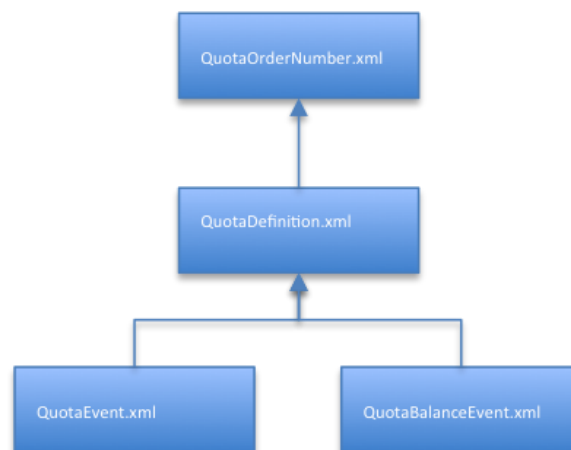 QuotaOrderNumber.xml
QuotaDefinition.xml
QuotaEvent.xml
QuotaBalanceEvent.xml